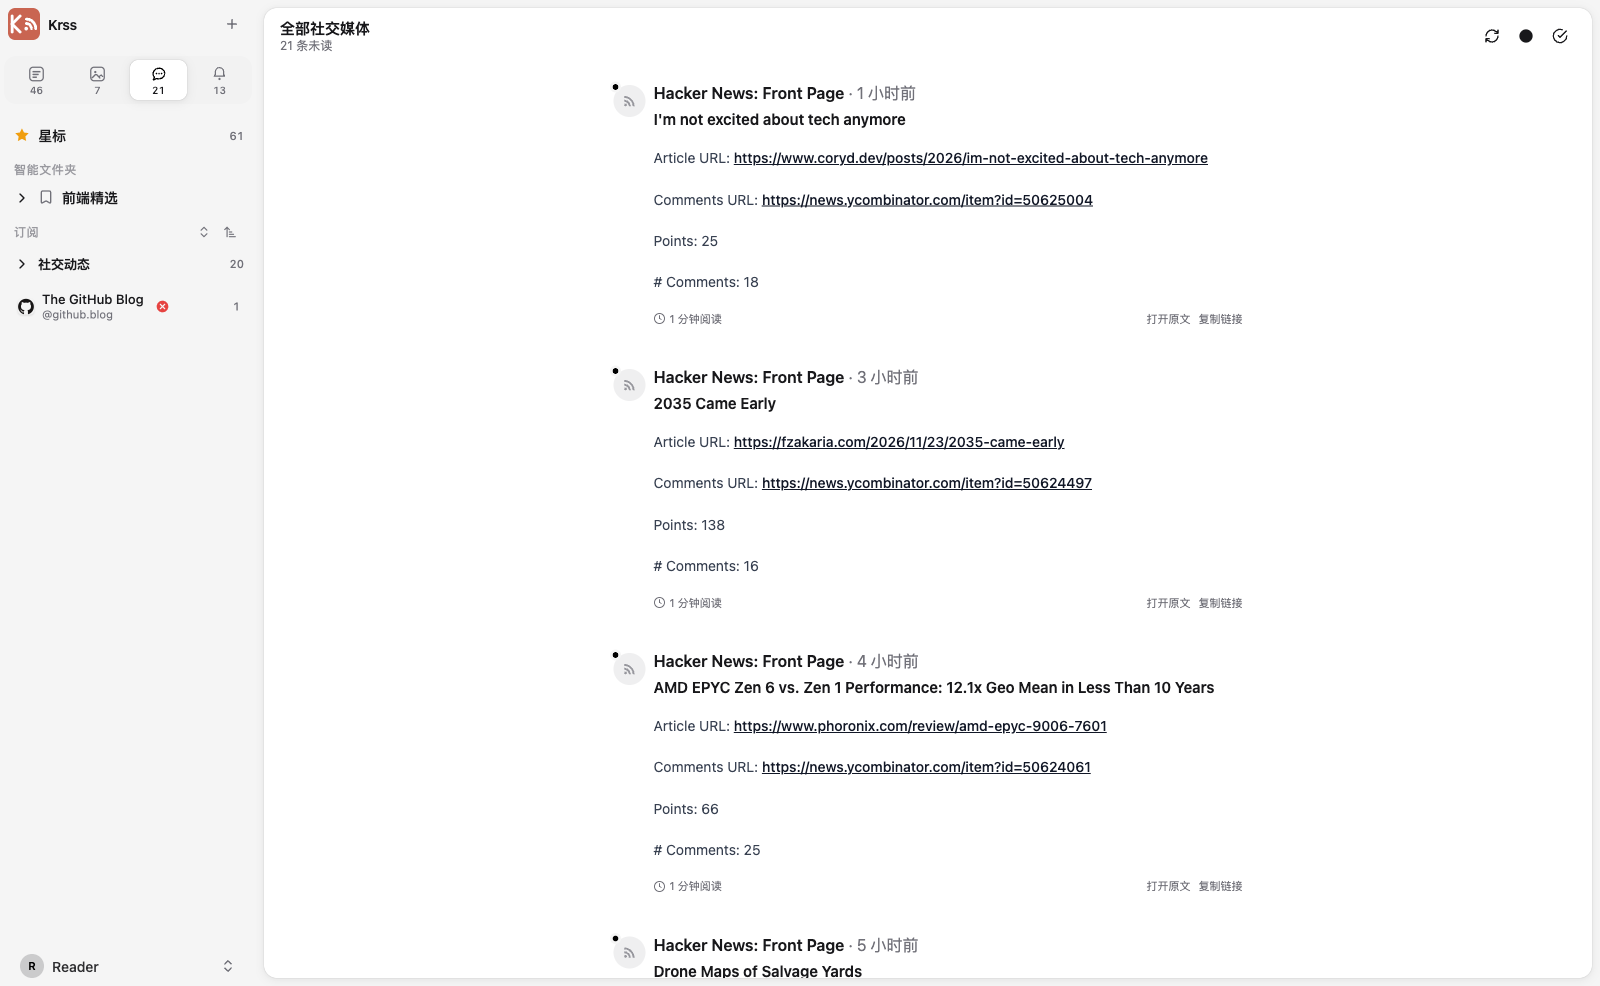 Krss
46
7
21
13
星标 61
智能文件夹
前端精选
订阅
社交动态 20
The GitHub Blog
@github.blog
1
R Reader
全部社交媒体
21 条未读
Hacker News: Front Page · 1 小时前
I'm not excited about tech anymore
Article URL: https://www.coryd.dev/posts/2026/im-not-excited-about-tech-anymore
Comments URL: https://news.ycombinator.com/item?id=50625004
Points: 25
# Comments: 18
1 分钟阅读 打开原文 复制链接
Hacker News: Front Page · 3 小时前
2035 Came Early
Article URL: https://fzakaria.com/2026/11/23/2035-came-early
Comments URL: https://news.ycombinator.com/item?id=50624497
Points: 138
# Comments: 16
1 分钟阅读 打开原文 复制链接
Hacker News: Front Page · 4 小时前
AMD EPYC Zen 6 vs. Zen 1 Performance: 12.1x Geo Mean in Less Than 10 Years
Article URL: https://www.phoronix.com/review/amd-epyc-9006-7601
Comments URL: https://news.ycombinator.com/item?id=50624061
Points: 66
# Comments: 25
1 分钟阅读 打开原文 复制链接
Hacker News: Front Page · 5 小时前
Drone Maps of Salvage Yards